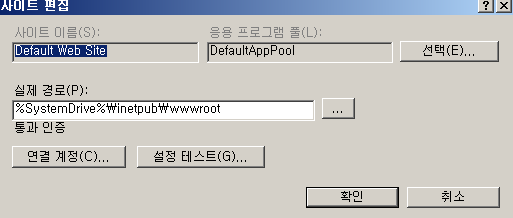 사이트 편집
사이트 이름(S): 응용 프로그램 풀(L):
Default Web Site DefaultAppPool 선택(E)...
실제 경로(P):
%SystemDrive%₩inetpub₩wwwroot ...
통과 인증
연결 계정(C)... 설정 테스트(G)...
확인 취소